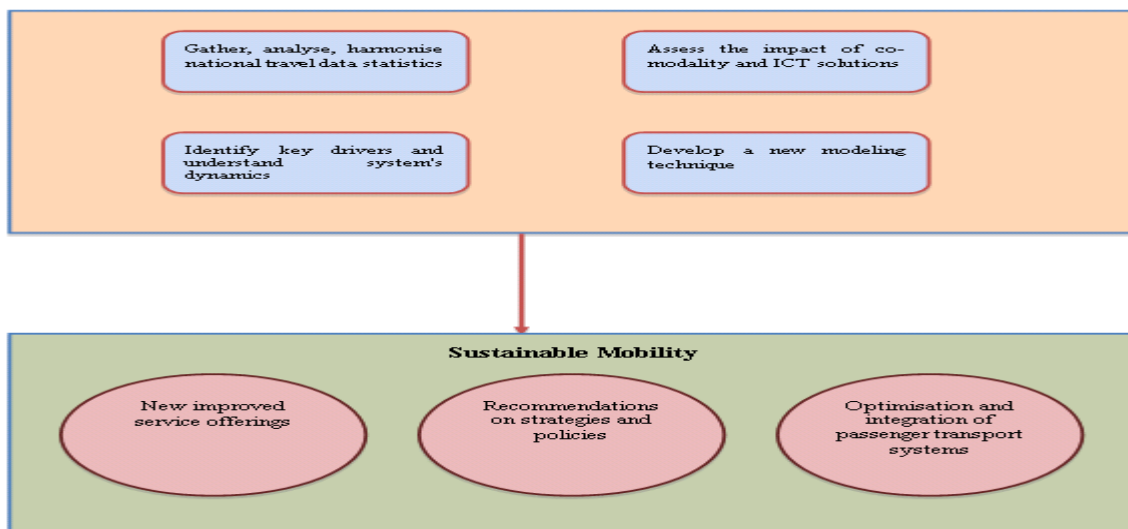 Gather, analyse, harmonise
national travel data statistics
Assess the impact of co-
modality and ICT solutions
Identify key drivers and
understand system's
dynamics
Develop a new modeling
technique
Sustainable Mobility
New improved
service offerings
Recommendations
on strategies and
policies
Optimisation and
integration of
passenger transport
systems